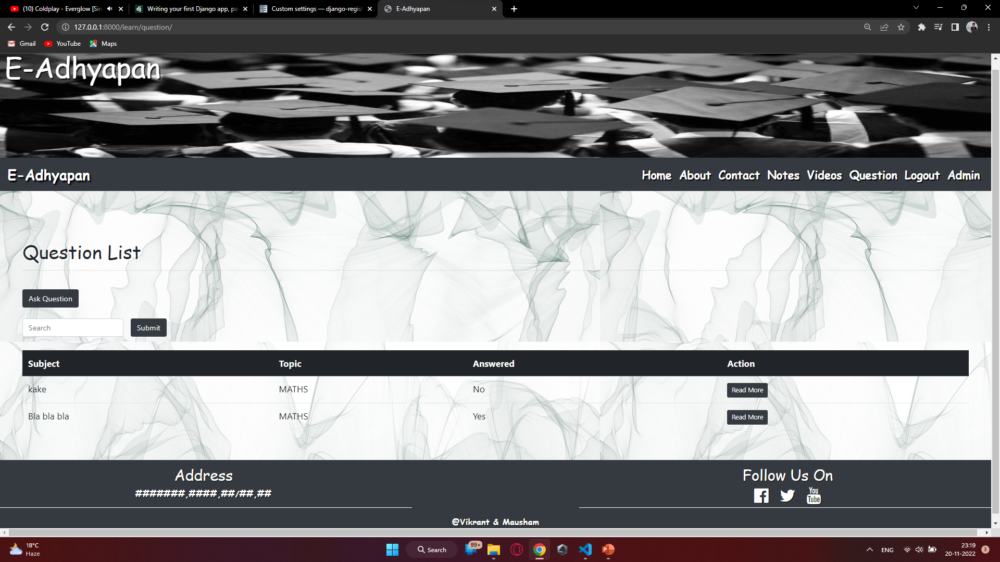 (10) Coldplay - Everglow [Sin
Writing your first Django app, pa
Custom settings — django-regist
E-Adhyapan
127.0.0.1:8000/learn/question/
Gmail
YouTube
Maps
E-Adhyapan
E-Adhyapan
Home About Contact Notes Videos Question Logout Admin
Question List
Ask Question
Search
Submit
Subject Topic Answered Action
kake MATHS No Read More
Bla bla bla MATHS Yes Read More
Address
#######,####,##/##,##
Follow Us On
You
Tube
@Vikrant & Mausham
18°C
Haze
Search
99+
ENG
23:19
20-11-2022
3